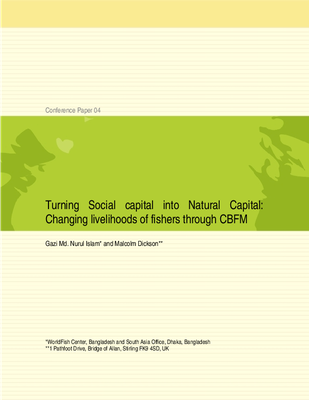 Conference Paper 04
Turning Social capital into Natural Capital:
Changing livelihoods of fishers through CBFM
Gazi Md. Nurul Islam* and Malcolm Dickson**
*WorldFish Center, Bangladesh and South Asia Office, Dhaka, Bangladesh
**1 Pathfoot Drive, Bridge of Allan, Stirling FK9 4SD, UK